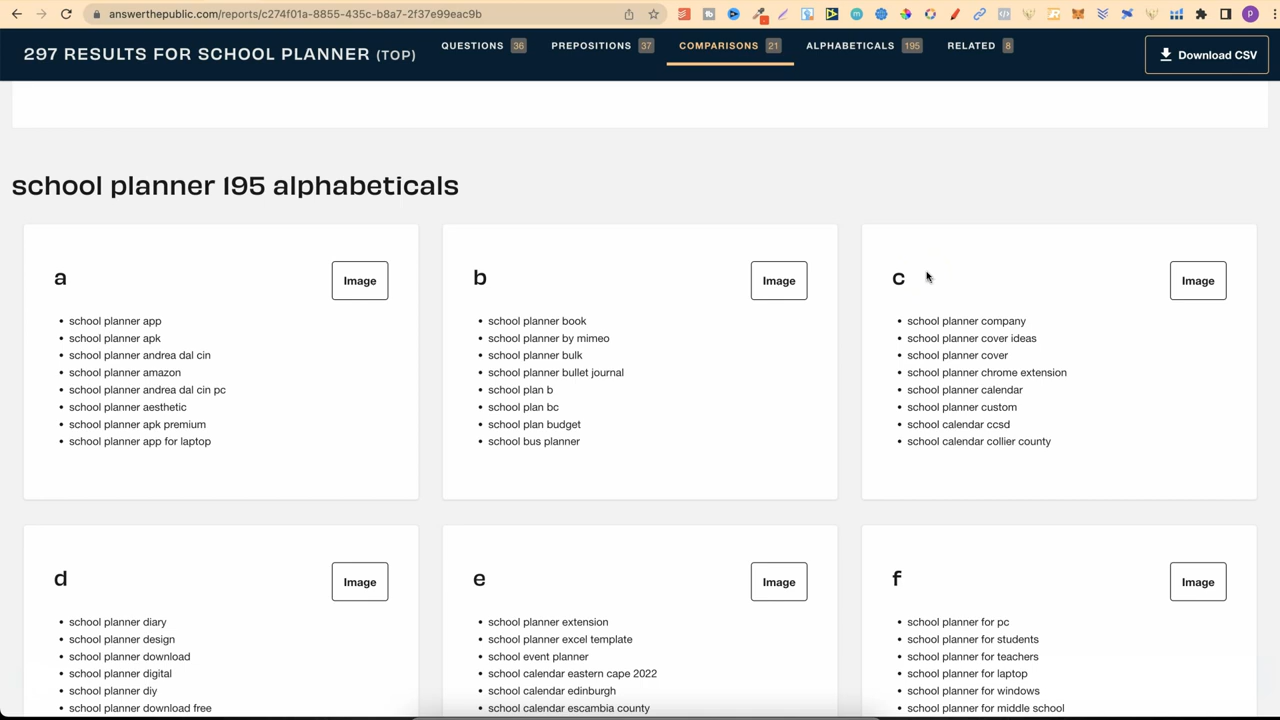 answerthepublic.com/reports/c274f01a-8855-435c-b8a7-2f37e99eac9b
297 RESULTS FOR SCHOOL PLANNER (TOP)
QUESTIONS 36
PREPOSITIONS 37
COMPARISONS 21
ALPHABETICALS 195
RELATED 8
Download CSV
school planner 195 alphabeticals
a
Image
school planner app
school planner apk
school planner andrea dal cin
school planner amazon
school planner andrea dal cin pc
school planner aesthetic
school planner apk premium
school planner app for laptop
b
Image
school planner book
school planner by mimeo
school planner bulk
school planner bullet journal
school plan b
school plan bc
school plan budget
school bus planner
c
Image
school planner company
school planner cover ideas
school planner cover
school planner chrome extension
school planner calendar
school planner custom
school calendar ccsd
school calendar collier county
d
Image
school planner diary
school planner design
school planner download
school planner digital
school planner diy
school planner download free
e
Image
school planner extension
school planner excel template
school event planner
school calendar eastern cape 2022
school calendar edinburgh
school calendar escambia county
f
Image
school planner for pc
school planner for students
school planner for teachers
school planner for laptop
school planner for windows
school planner for middle school